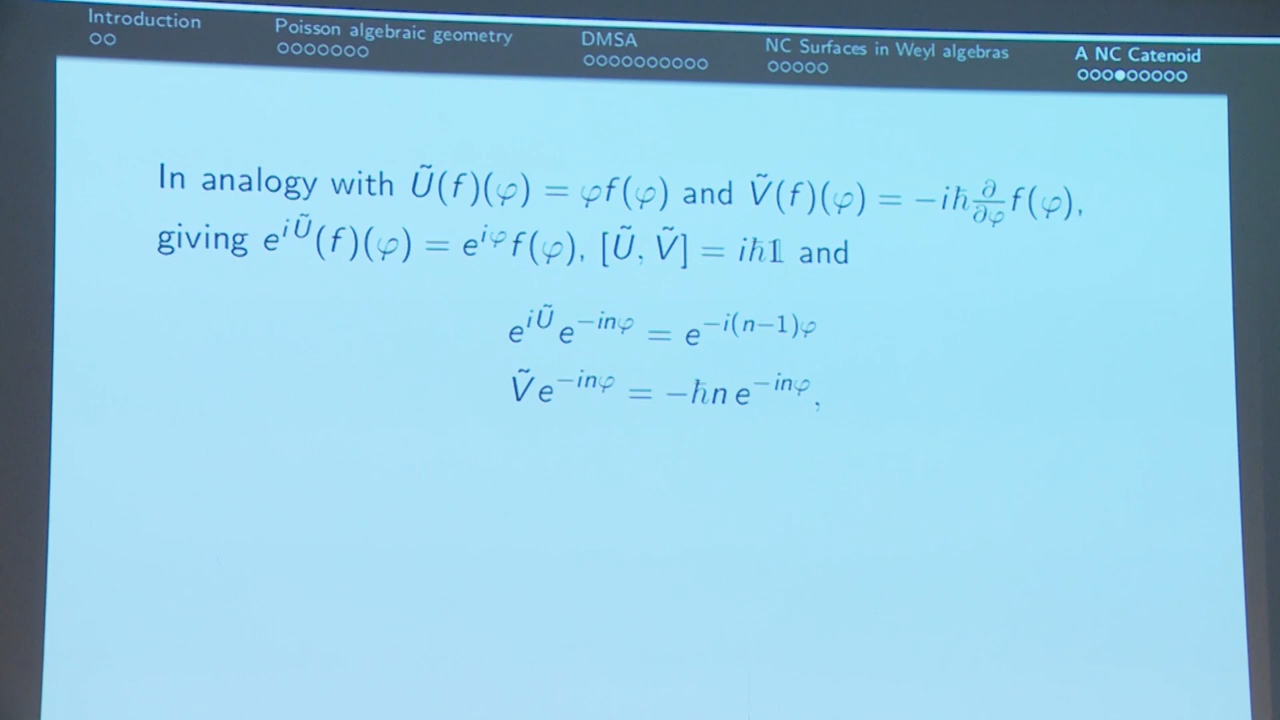 Introduction
Poisson algebraic geometry
DMSA
NC Surfaces in Weyl algebras
A NC Catenoid
In analogy with Ũ(f)(φ) = φf(φ) and Ṽ(f)(φ) = −iħ ∂/∂φ f(φ),
giving e^{iŨ}(f)(φ) = e^{iφ}f(φ), [Ũ, Ṽ] = iħ𝟙 and
e^{iŨ}e^{−inφ} = e^{−i(n−1)φ}
Ṽe^{−inφ} = −ħn e^{−inφ},